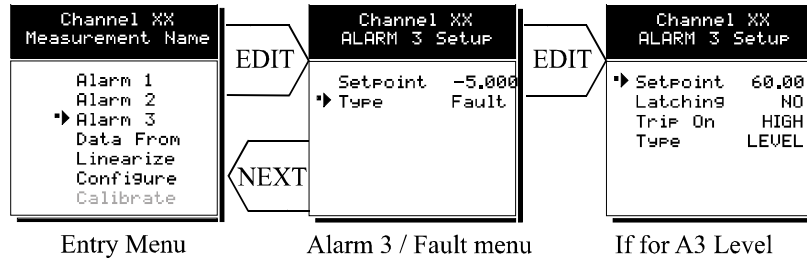 Channel XX
Measurement Name
Alarm 1
Alarm 2
Alarm 3
Data From
Linearize
Configure
Calibrate
Entry Menu
EDIT
NEXT
Channel XX
ALARM 3 Setup
Setpoint -5.000
Type Fault
Alarm 3 / Fault menu
EDIT
Channel XX
ALARM 3 Setup
Setpoint 60.00
Latching NO
Trip On HIGH
Type LEVEL
If for A3 Level